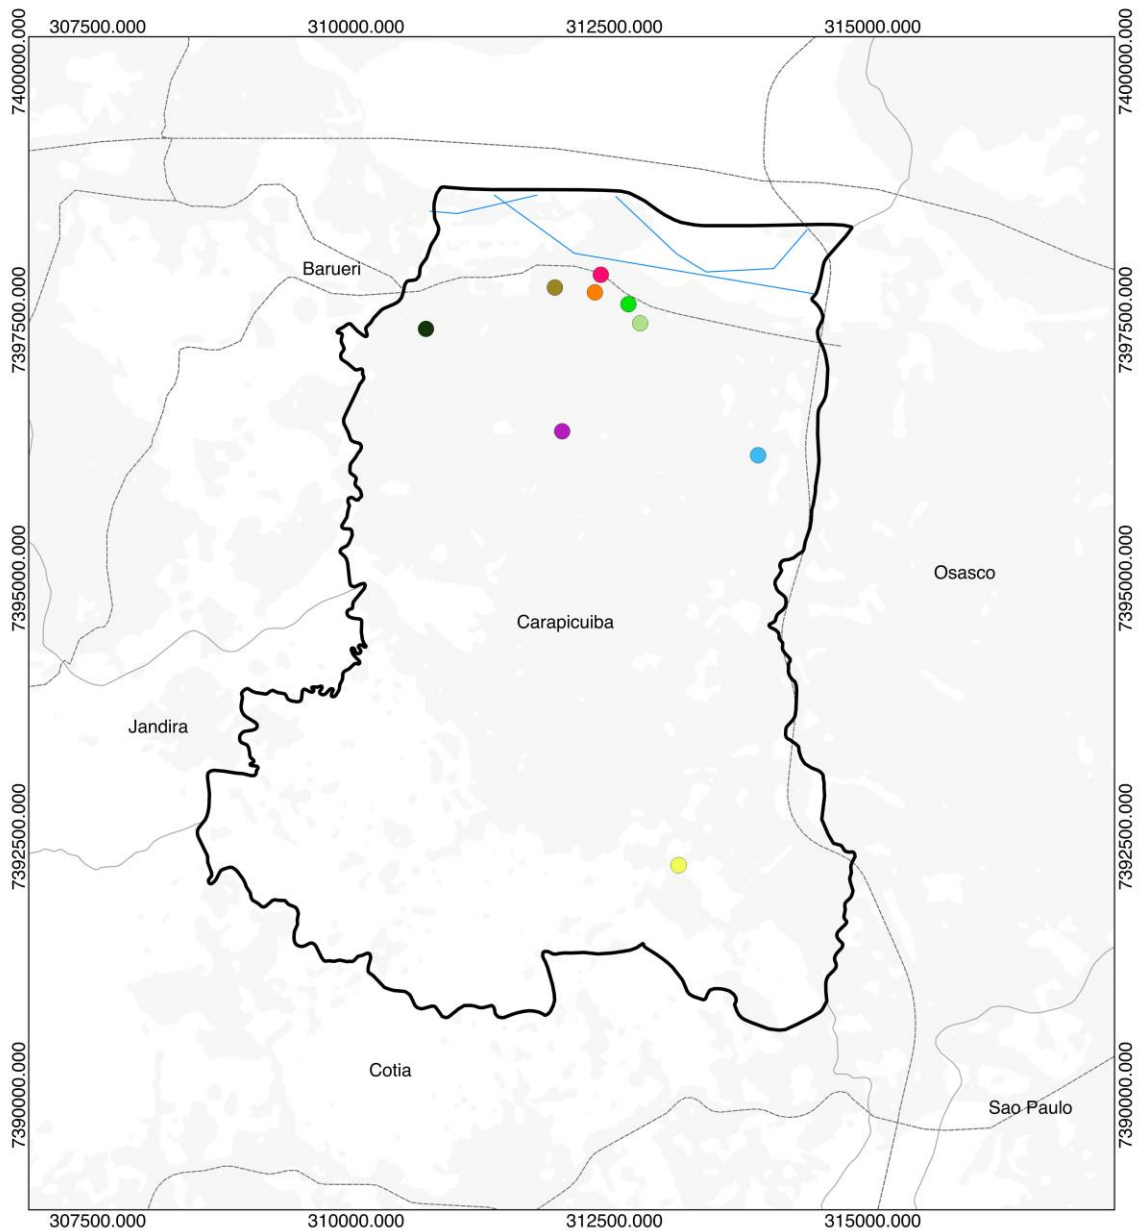 307500.000 310000.000 312500.000 315000.000
7400000.000 7400000.000
Barueri
7397500.000 7397500.000
7395000.000 7395000.000
Osasco
Carapicuiba
Jandira
7392500.000 7392500.000
Cotia
7390000.000 7390000.000
Sao Paulo
307500.000 310000.000 312500.000 315000.000